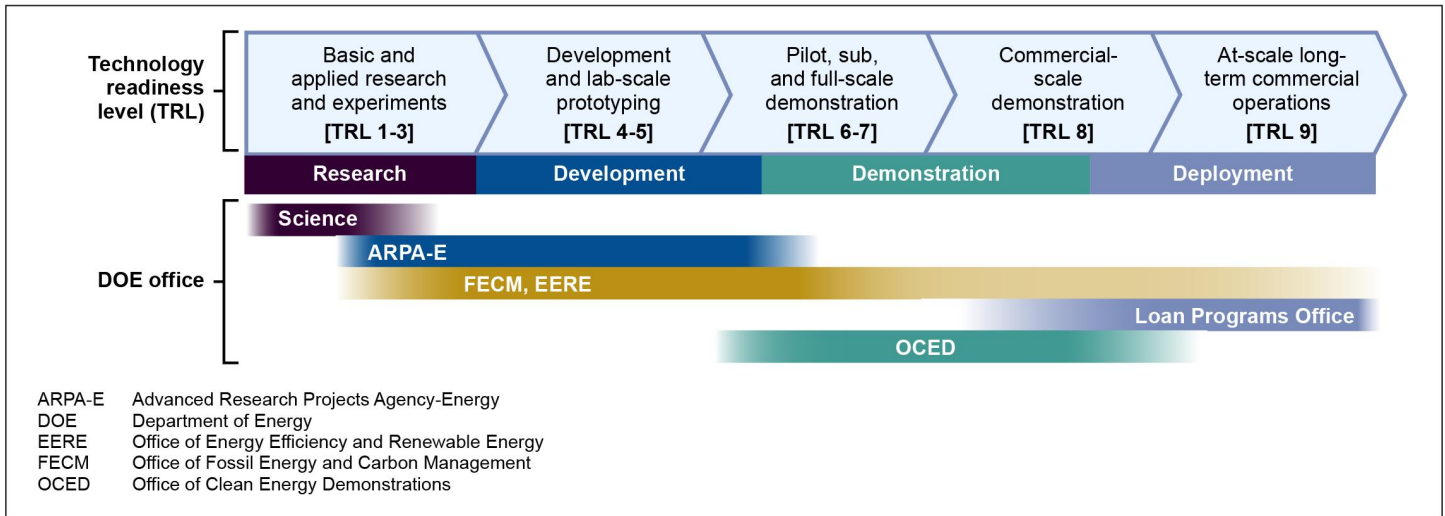 Technology
readiness
level (TRL)
Basic and
applied research
and experiments
[TRL 1-3]
Development
and lab-scale
prototyping
[TRL 4-5]
Pilot, sub,
and full-scale
demonstration
[TRL 6-7]
Commercial-
scale
demonstration
[TRL 8]
At-scale long-
term commercial
operations
[TRL 9]
Research
Development
Demonstration
Deployment
DOE office
Science
ARPA-E
FECM, EERE
Loan Programs Office
OCED
ARPA-E Advanced Research Projects Agency-Energy
DOE Department of Energy
EERE Office of Energy Efficiency and Renewable Energy
FECM Office of Fossil Energy and Carbon Management
OCED Office of Clean Energy Demonstrations